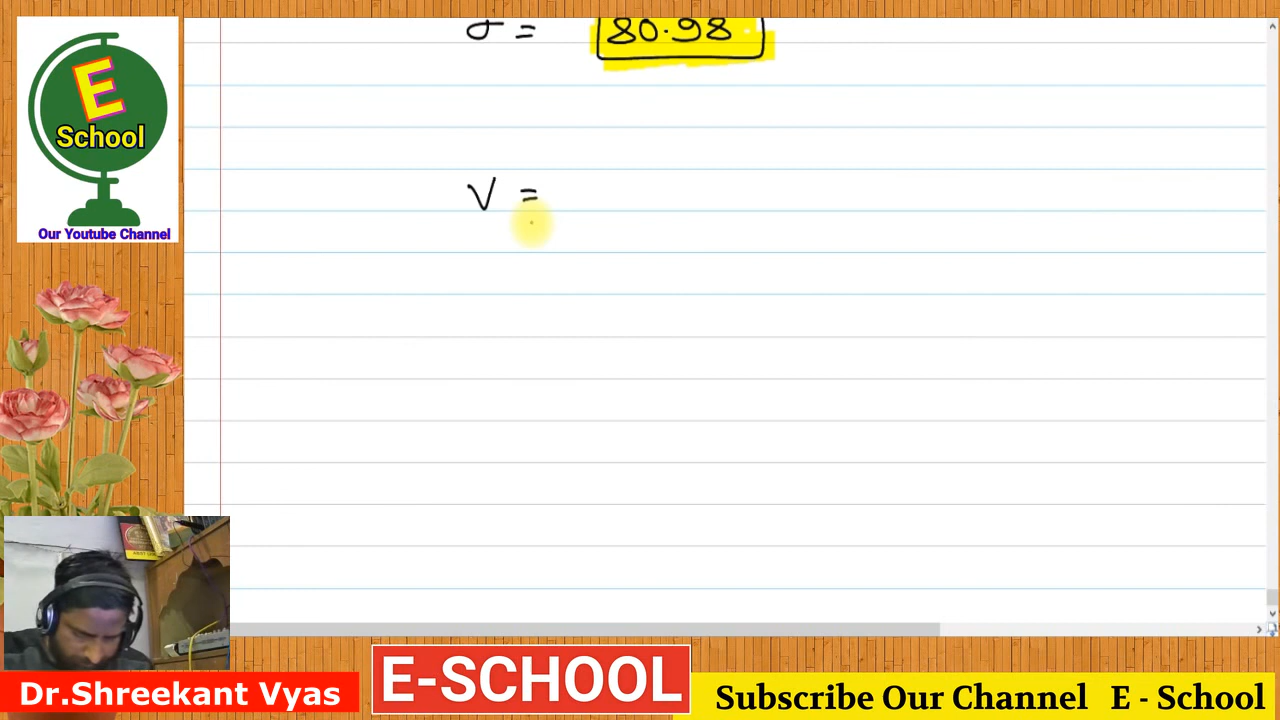 σ = 80.98
E
School
Our Youtube Channel
V =
Dr.Shreekant Vyas
E-SCHOOL
Subscribe Our Channel E - School